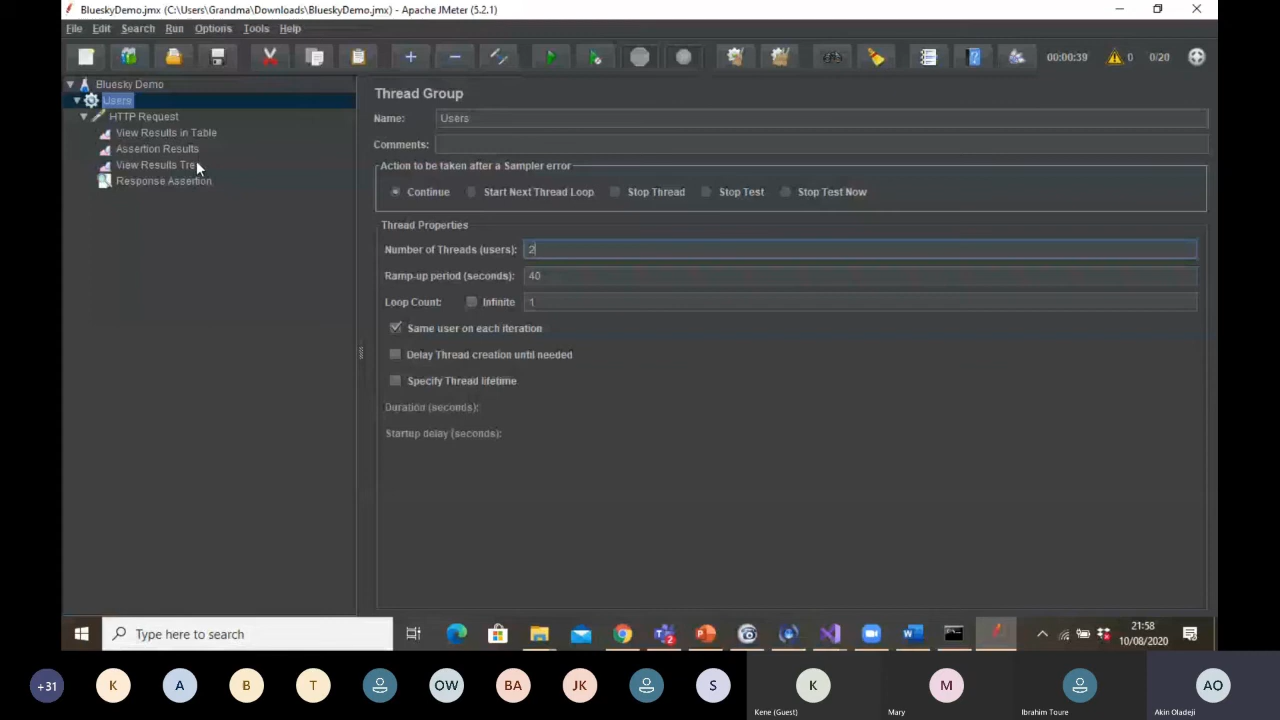 BlueskyDemo.jmx (C:\Users\Grandma\Downloads\BlueskyDemo.jmx) - Apache JMeter (5.2.1)
File Edit Search Run Options Tools Help
00:00:39 0 0/20
Bluesky Demo
Users
HTTP Request
View Results in Table
Assertion Results
View Results Tre
Response Assertion
Thread Group
Name: Users
Comments:
Action to be taken after a Sampler error
Continue Start Next Thread Loop Stop Thread Stop Test Stop Test Now
Thread Properties
Number of Threads (users): 2
Ramp-up period (seconds): 40
Loop Count: Infinite 1
Same user on each iteration
Delay Thread creation until needed
Specify Thread lifetime
Duration (seconds):
Startup delay (seconds):
Type here to search
21:58
10/08/2020
+31 K A B T OW BA JK S K M AO
Kene (Guest) Mary Ibrahim Toure Akin Oladeji